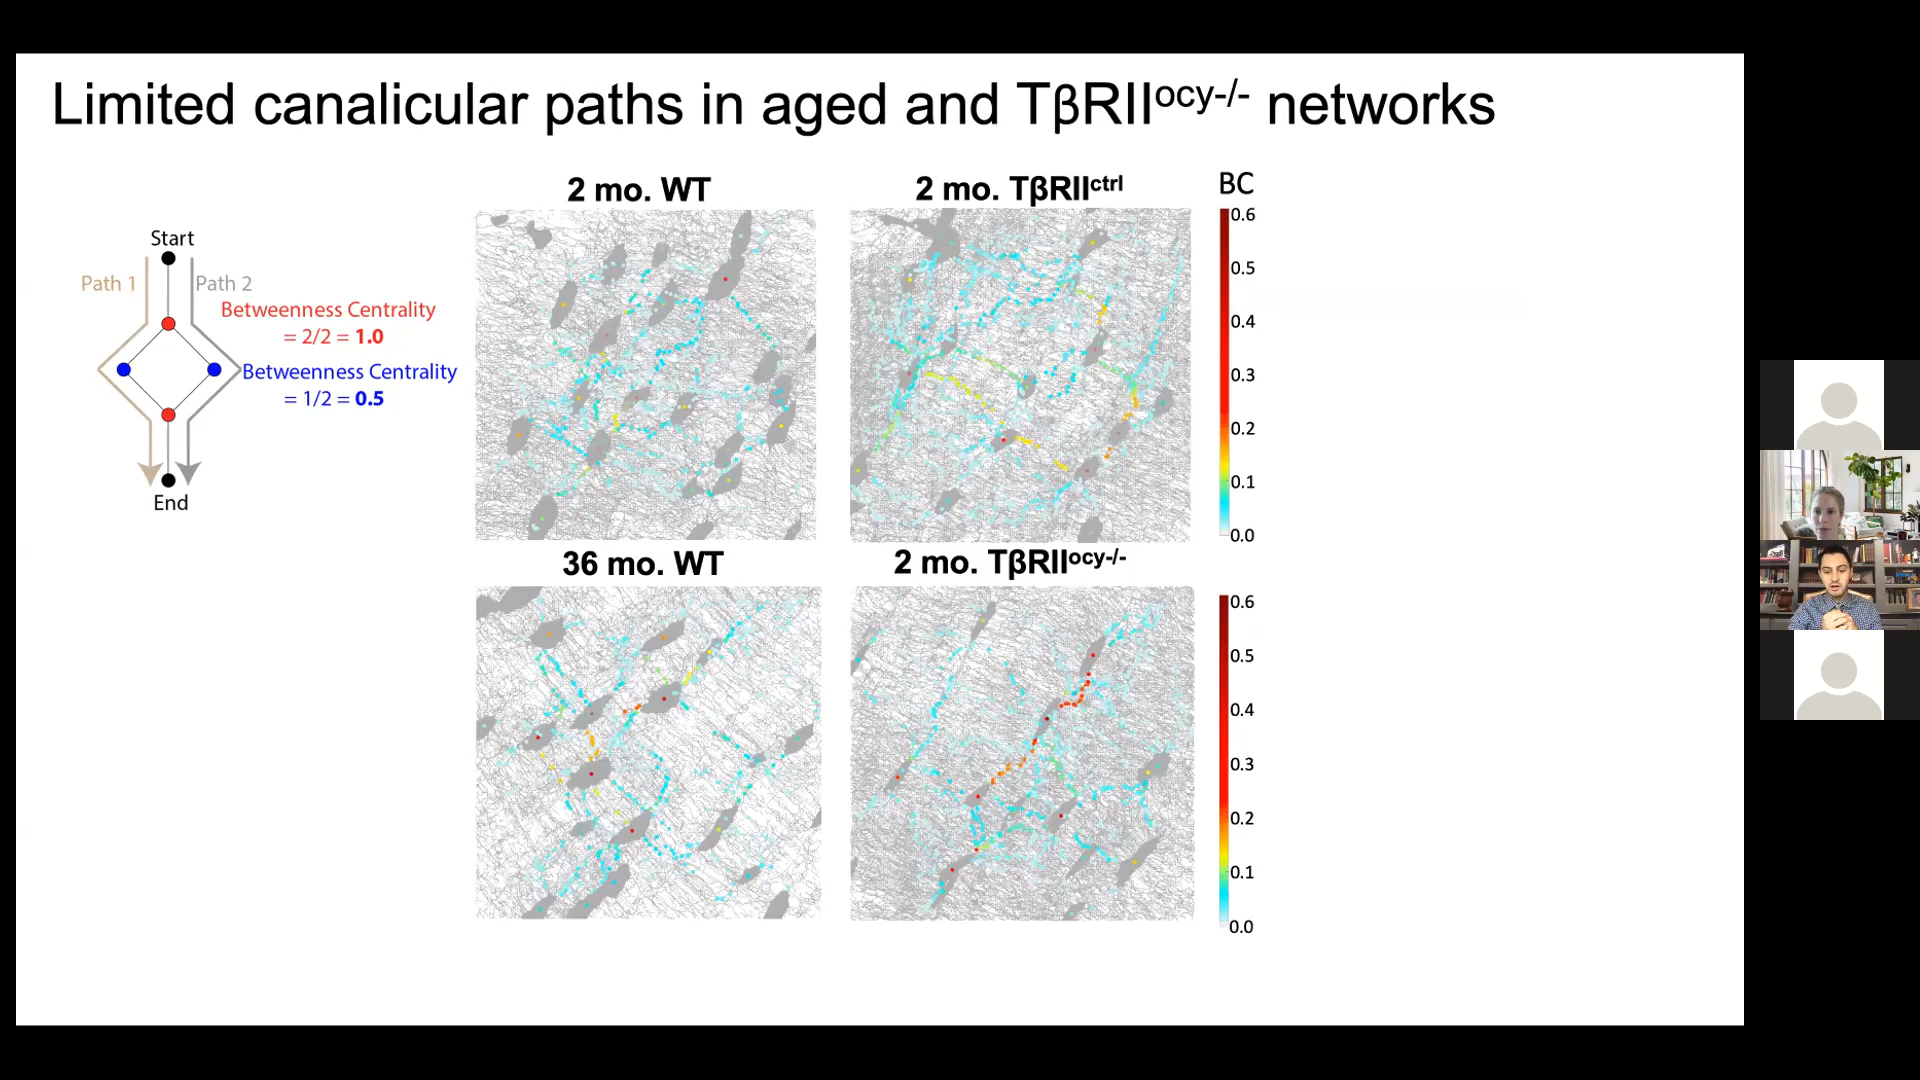 Limited canalicular paths in aged and TβRIIocy-/- networks
Start
Path 1
Path 2
Betweenness Centrality
= 2/2 = 1.0
Betweenness Centrality
= 1/2 = 0.5
End
2 mo. WT
2 mo. TβRIIctrl
BC
0.6
0.5
0.4
0.3
0.2
0.1
0.0
36 mo. WT
2 mo. TβRIIocy-/-
0.6
0.5
0.4
0.3
0.2
0.1
0.0